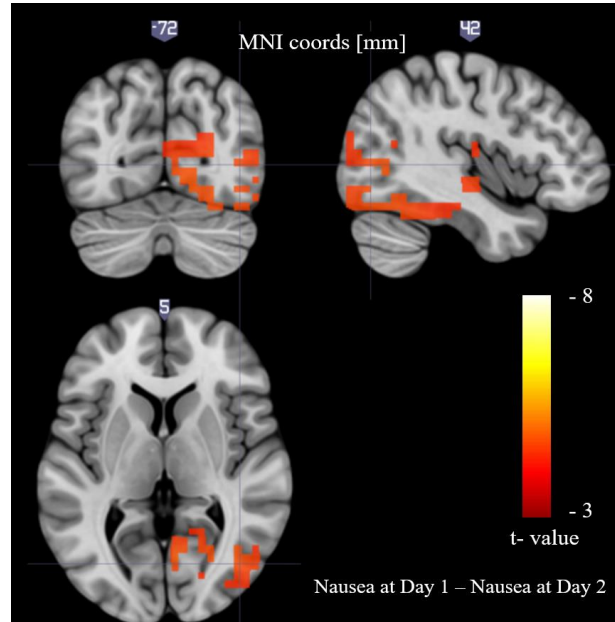 -72
42
MNI coords [mm]
5
- 8
- 3
t- value
Nausea at Day 1 – Nausea at Day 2